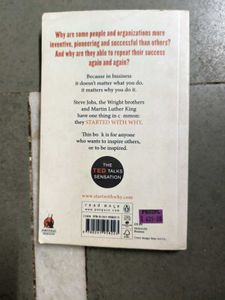 Why are some people and organizations more
inventive, pioneering and successful than others?
And why are they able to repeat their success
again and again?
Because in business
it doesn't matter what you do,
it matters why you do it.
Steve Jobs, the Wright brothers
and Martin Luther King
have one thing in c mmon:
they STARTED WITH WHY.
This bo k is for anyone
who wants to inspire others,
or to be inspired.
THE
TED TALKS
SENSATION
www.startwithwhy.com
read more
PENGUIN